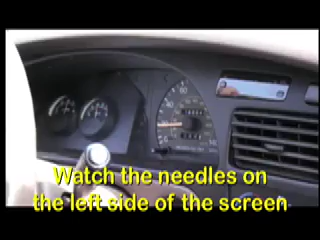 Watch the needles on
the left side of the screen